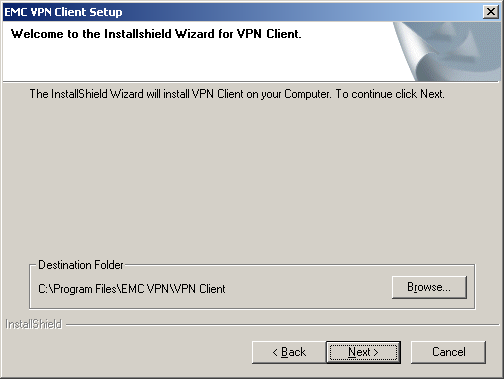 EMC VPN Client Setup
Welcome to the Installshield Wizard for VPN Client.
The InstallShield Wizard will install VPN Client on your Computer. To continue click Next.
Destination Folder
C:\Program Files\EMC VPN\VPN Client
Browse...
InstallShield
< Back
Next >
Cancel